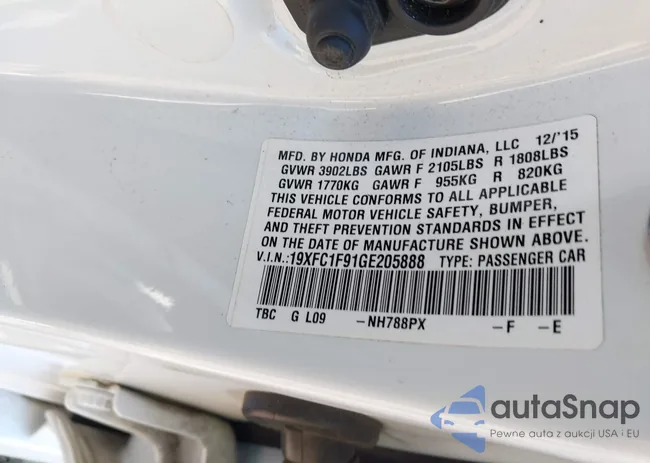 MFD. BY HONDA MFG. OF INDIANA, LLC 12/'15
GVWR 3902LBS GAWR F 2105LBS R 1808LBS
GVWR 1770KG GAWR F 955KG R 820KG
THIS VEHICLE CONFORMS TO ALL APPLICABLE
FEDERAL MOTOR VEHICLE SAFETY, BUMPER,
AND THEFT PREVENTION STANDARDS IN EFFECT
ON THE DATE OF MANUFACTURE SHOWN ABOVE.
V.I.N.:19XFC1F91GE205888 TYPE: PASSENGER CAR
TBC G L09 -NH788PX -F -E
autaSnap
Pewne auta z aukcji USA i EU